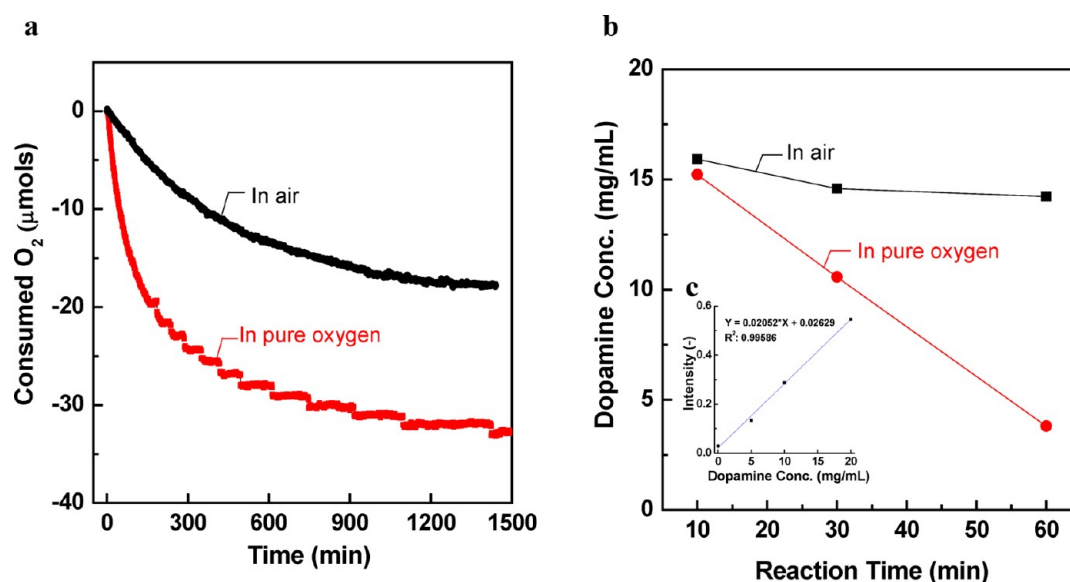 a
0
-10
-20
-30
-40
Consumed O₂ (μmols)
In air
In pure oxygen
0 300 600 900 1200 1500
Time (min)
b
20
15
10
5
0
Dopamine Conc. (mg/mL)
In air
In pure oxygen
c
0.6
0.4
0.2
0.0
Intensity (-)
Y = 0.02052*X + 0.02629
R²: 0.99586
0 5 10 15 20
Dopamine Conc. (mg/mL)
10 20 30 40 50 60
Reaction Time (min)